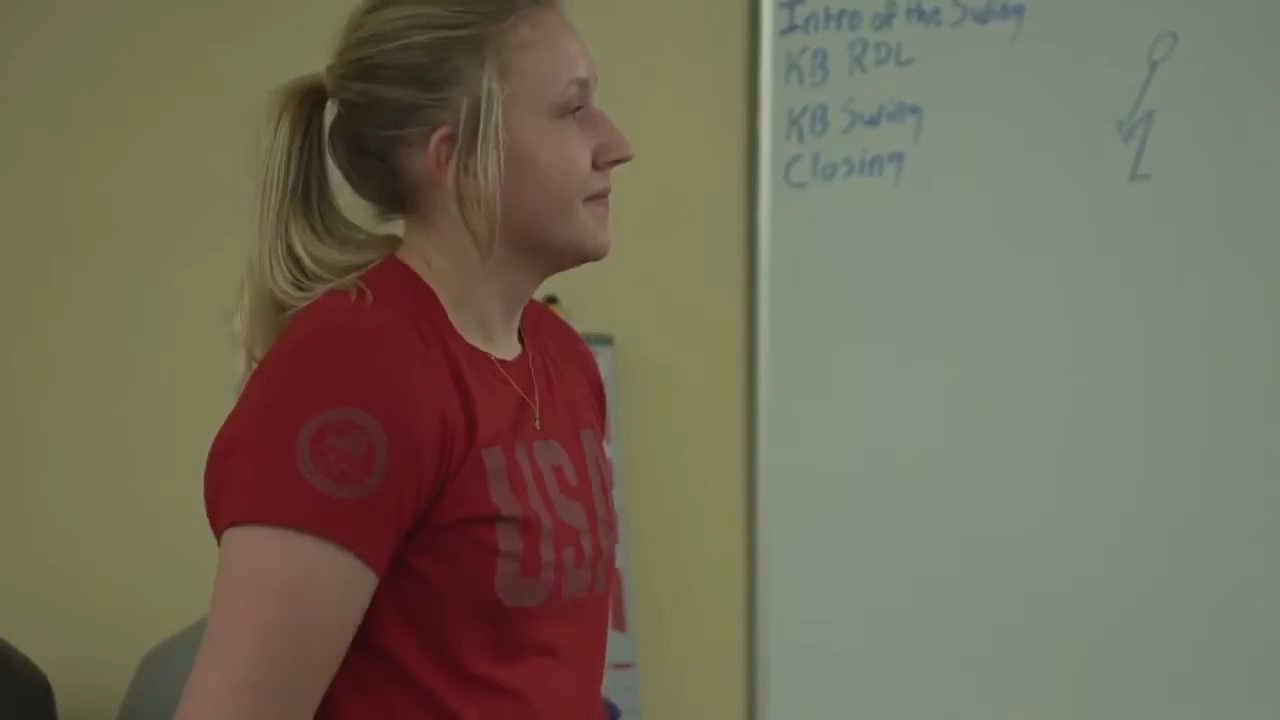 Intro of the Swing
KB RDL
KB Swing
Closing
USA